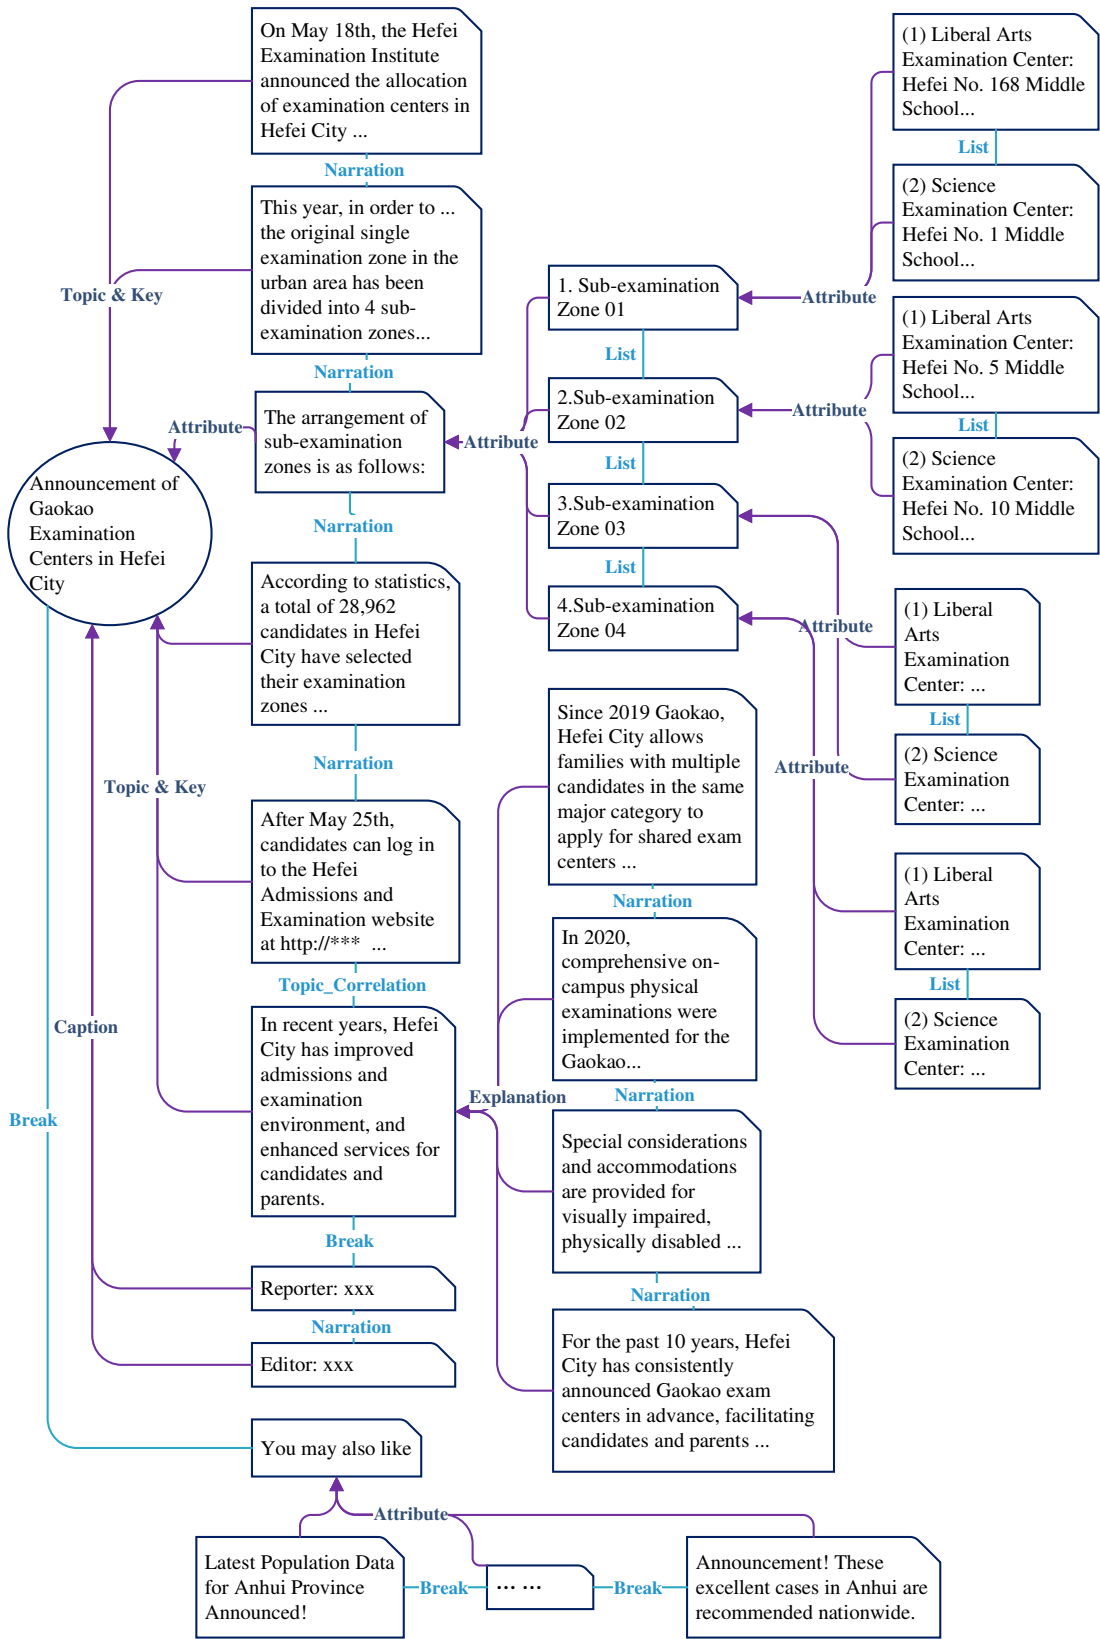 On May 18th, the Hefei
Examination Institute
announced the allocation
of examination centers in
Hefei City ...
Narration
This year, in order to ...
the original single
examination zone in the
urban area has been
divided into 4 sub-
examination zones...
Topic & Key
Narration
The arrangement of
sub-examination
zones is as follows:
Attribute
Announcement of
Gaokao
Examination
Centers in Hefei
City
Narration
According to statistics,
a total of 28,962
candidates in Hefei
City have selected
their examination
zones ...
Narration
Topic & Key
After May 25th,
candidates can log in
to the Hefei
Admissions and
Examination website
at http://*** ...
Topic_Correlation
In recent years, Hefei
City has improved
admissions and
examination
environment, and
enhanced services for
candidates and
parents.
Caption
Break
Break
Reporter: xxx
Narration
Editor: xxx
You may also like
Attribute
Latest Population Data
for Anhui Province
Announced!
Break
... ...
Break
Announcement! These
excellent cases in Anhui are
recommended nationwide.
1. Sub-examination
Zone 01
List
2.Sub-examination
Zone 02
Attribute
List
3.Sub-examination
Zone 03
List
4.Sub-examination
Zone 04
Since 2019 Gaokao,
Hefei City allows
families with multiple
candidates in the same
major category to
apply for shared exam
centers ...
Narration
In 2020,
comprehensive on-
campus physical
examinations were
implemented for the
Gaokao...
Explanation
Narration
Special considerations
and accommodations
are provided for
visually impaired,
physically disabled ...
Narration
For the past 10 years, Hefei
City has consistently
announced Gaokao exam
centers in advance, facilitating
candidates and parents ...
(1) Liberal Arts
Examination Center:
Hefei No. 168 Middle
School...
List
(2) Science
Examination Center:
Hefei No. 1 Middle
School...
Attribute
(1) Liberal Arts
Examination Center:
Hefei No. 5 Middle
School...
Attribute
List
(2) Science
Examination Center:
Hefei No. 10 Middle
School...
Attribute
(1) Liberal
Arts
Examination
Center: ...
List
(2) Science
Examination
Center: ...
Attribute
(1) Liberal
Arts
Examination
Center: ...
List
(2) Science
Examination
Center: ...